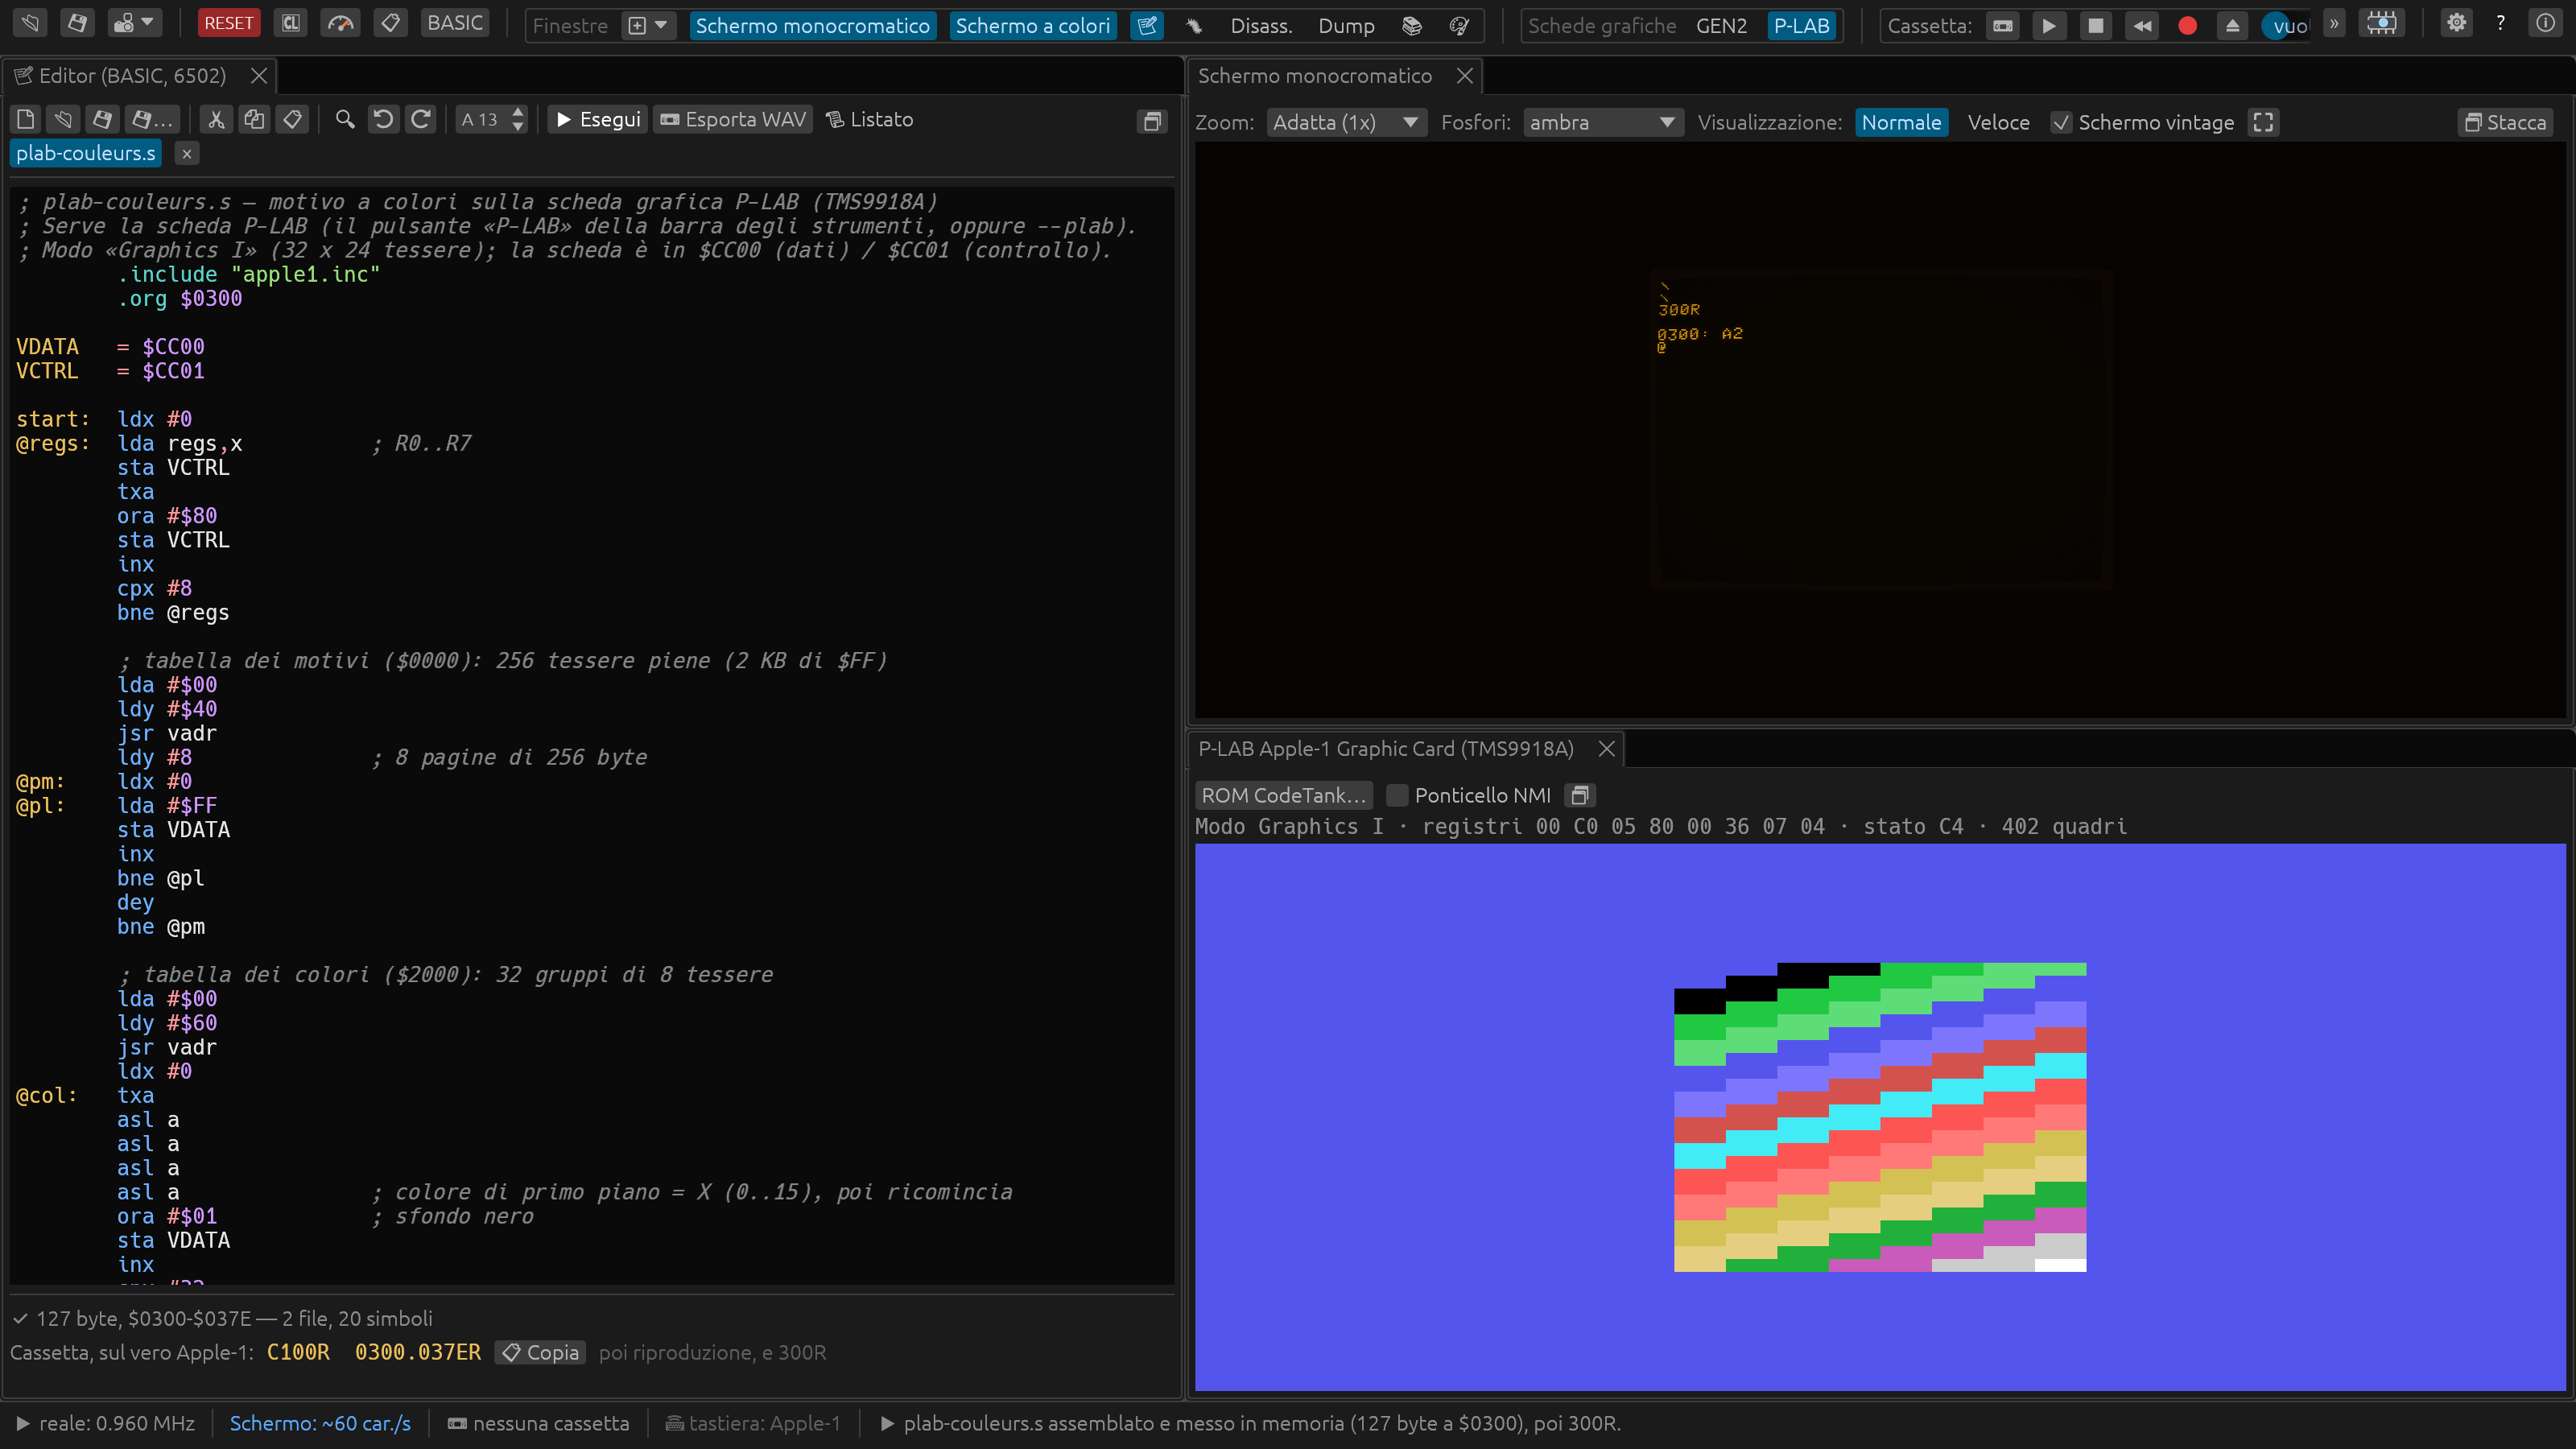 RESET BASIC Finestre Schermo monocromatico Schermo a colori Disass. Dump Schede grafiche GEN2 P-LAB Cassetta: vuo » ?
Editor (BASIC, 6502)
A 13 Esegui Esporta WAV Listato
plab-couleurs.s ×
; plab-couleurs.s — motivo a colori sulla scheda grafica P-LAB (TMS9918A)
; Serve la scheda P-LAB (il pulsante «P-LAB» della barra degli strumenti, oppure --plab).
; Modo «Graphics I» (32 x 24 tessere); la scheda è in $CC00 (dati) / $CC01 (controllo).
.include "apple1.inc"
.org $0300
VDATA = $CC00
VCTRL = $CC01
start: ldx #0
@regs: lda regs,x ; R0..R7
sta VCTRL
txa
ora #$80
sta VCTRL
inx
cpx #8
bne @regs
; tabella dei motivi ($0000): 256 tessere piene (2 KB di $FF)
lda #$00
ldy #$40
jsr vadr
ldy #8 ; 8 pagine di 256 byte
@pm: ldx #0
@pl: lda #$FF
sta VDATA
inx
bne @pl
dey
bne @pm
; tabella dei colori ($2000): 32 gruppi di 8 tessere
lda #$00
ldy #$60
jsr vadr
ldx #0
@col: txa
asl a
asl a
asl a
asl a ; colore di primo piano = X (0..15), poi ricomincia
ora #$01 ; sfondo nero
sta VDATA
inx
✓ 127 byte, $0300-$037E — 2 file, 20 simboli
Cassetta, sul vero Apple-1: C100R 0300.037ER Copia poi riproduzione, e 300R
Schermo monocromatico
Zoom: Adatta (1x) Fosfori: ambra Visualizzazione: Normale Veloce Schermo vintage Stacca
\
\
300R
0300: A2
@
P-LAB Apple-1 Graphic Card (TMS9918A)
ROM CodeTank... Ponticello NMI
Modo Graphics I · registri 00 C0 05 80 00 36 07 04 · stato C4 · 402 quadri
reale: 0.960 MHz Schermo: ~60 car./s nessuna cassetta tastiera: Apple-1 plab-couleurs.s assemblato e messo in memoria (127 byte a $0300), poi 300R.